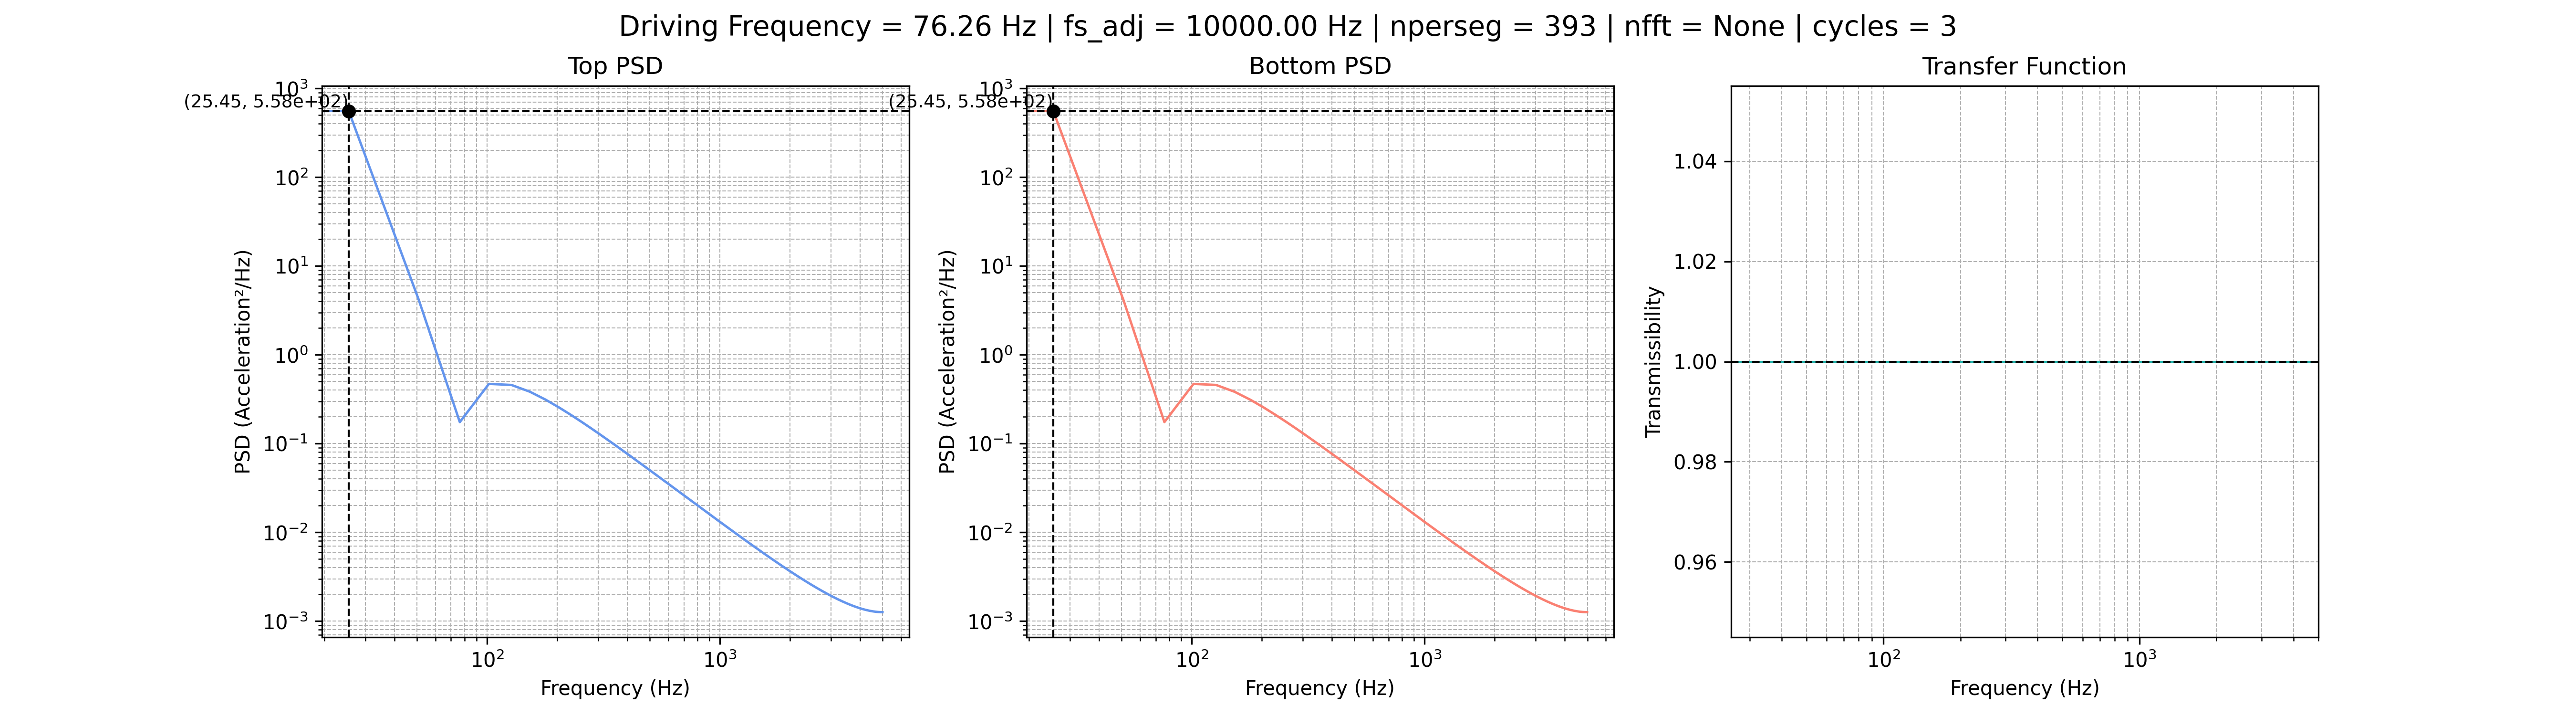 Driving Frequency = 76.26 Hz | fs_adj = 10000.00 Hz | nperseg = 393 | nfft = None | cycles = 3
Top PSD
(25.45, 5.58e+02)
10³
10²
10¹
10⁰
10⁻¹
10⁻²
10⁻³
PSD (Acceleration²/Hz)
10²
10³
Frequency (Hz)
Bottom PSD
(25.45, 5.58e+02)
10³
10²
10¹
10⁰
10⁻¹
10⁻²
10⁻³
PSD (Acceleration²/Hz)
10²
10³
Frequency (Hz)
Transfer Function
1.04
1.02
1.00
0.98
0.96
Transmissibility
10²
10³
Frequency (Hz)